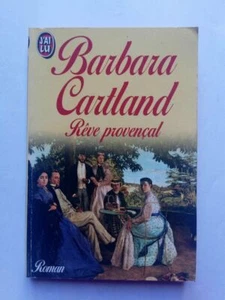 J'AI
LU
Barbara
Cartland
Rêve provençal
Roman